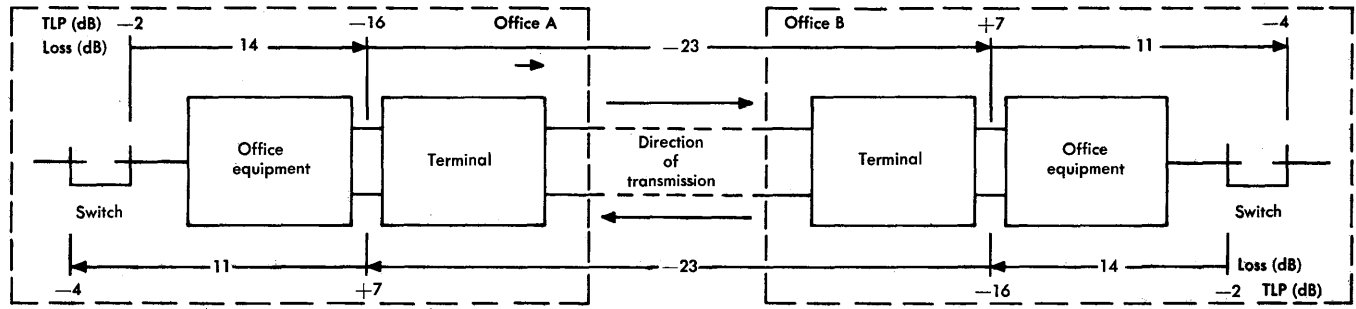 TLP (dB) −2 −16 Office A Office B +7 −4
Loss (dB) 14 −23 11
Office
equipment
Terminal
Direction
of
transmission
Terminal
Office
equipment
Switch
Switch
11 −23 14 Loss (dB)
−4 +7 −16 −2 TLP (dB)